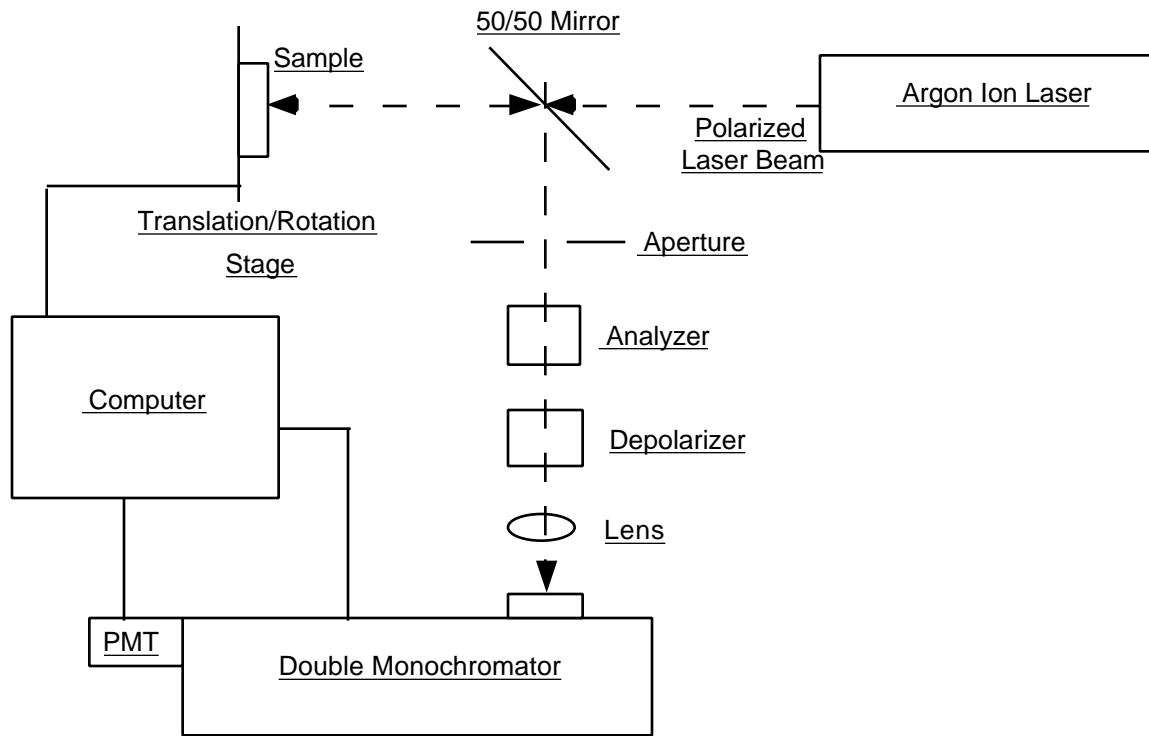 50/50 Mirror
Sample
Argon Ion Laser
Polarized
Laser Beam
Translation/Rotation
Stage
Aperture
Analyzer
Computer
Depolarizer
Lens
PMT
Double Monochromator